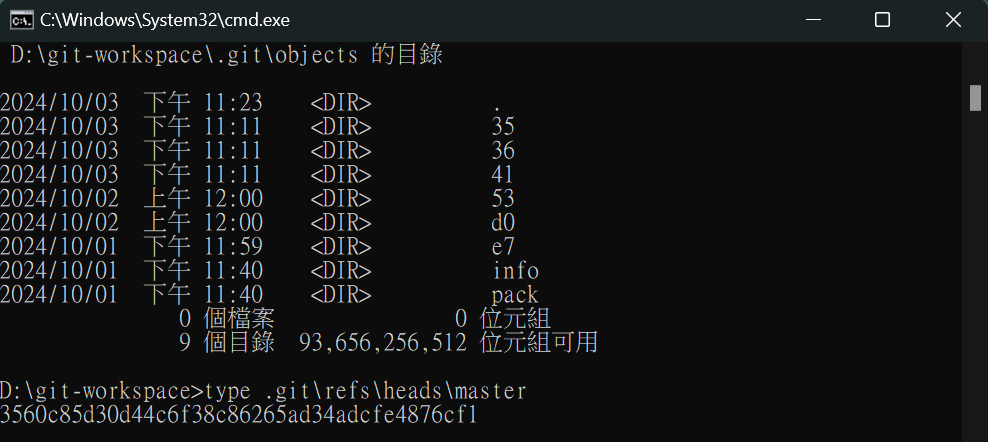 C:\Windows\System32\cmd.exe
D:\git-workspace\.git\objects 的目錄
2024/10/03 下午 11:23 <DIR> .
2024/10/03 下午 11:11 <DIR> 35
2024/10/03 下午 11:11 <DIR> 36
2024/10/03 下午 11:11 <DIR> 41
2024/10/02 上午 12:00 <DIR> 53
2024/10/02 上午 12:00 <DIR> d0
2024/10/01 下午 11:59 <DIR> e7
2024/10/01 下午 11:40 <DIR> info
2024/10/01 下午 11:40 <DIR> pack
0 個檔案 0 位元組
9 個目錄 93,656,256,512 位元組可用
D:\git-workspace>type .git\refs\heads\master
3560c85d30d44c6f38c86265ad34adcfe4876cf1